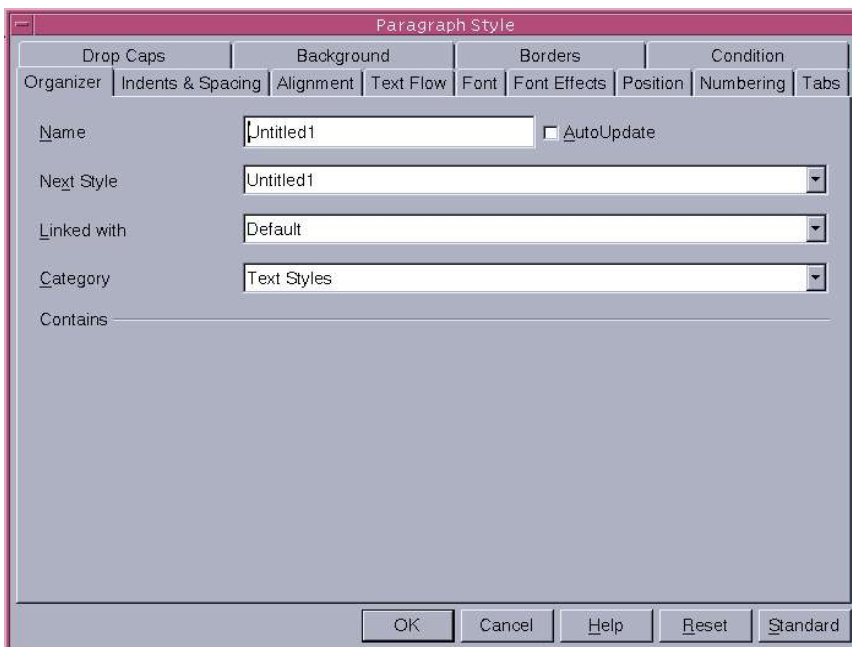 Paragraph Style
Drop Caps Background Borders Condition
Organizer Indents & Spacing Alignment Text Flow Font Font Effects Position Numbering Tabs
Name Untitled1 AutoUpdate
Next Style Untitled1
Linked with Default
Category Text Styles
Contains
OK Cancel Help Reset Standard